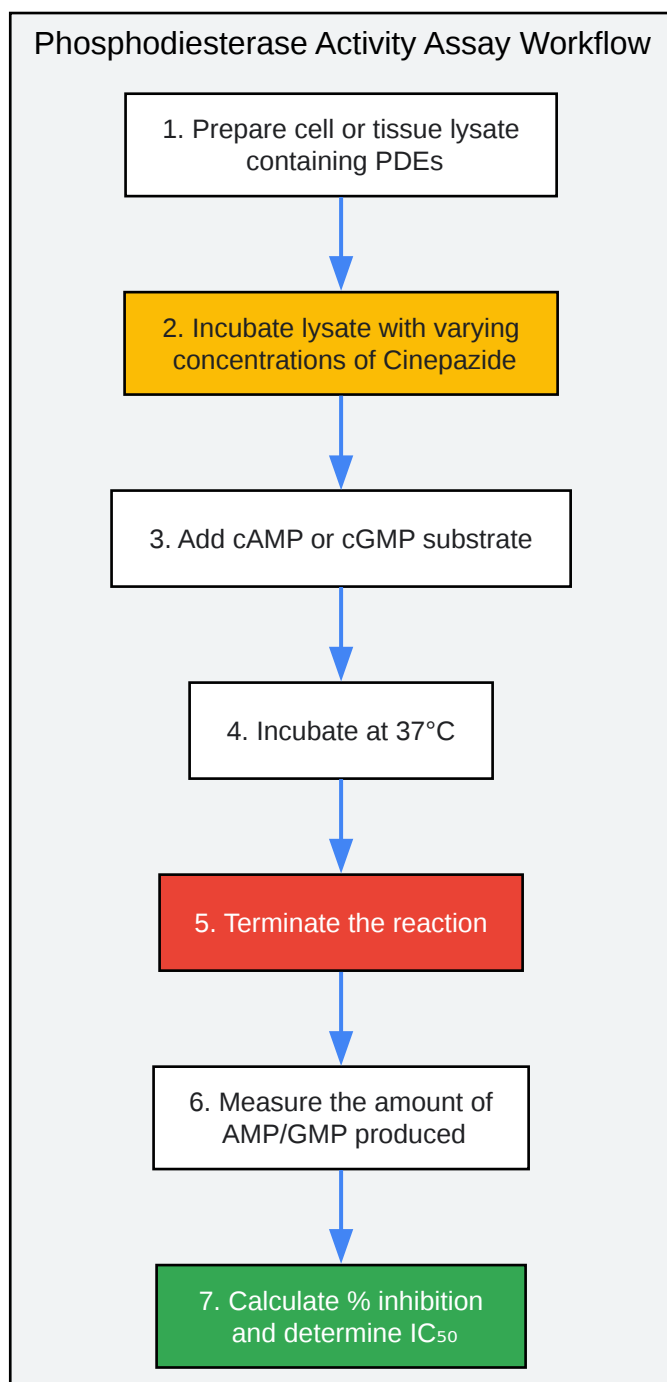 Phosphodiesterase Activity Assay Workflow
1. Prepare cell or tissue lysate
containing PDEs
2. Incubate lysate with varying
concentrations of Cinepazide
3. Add cAMP or cGMP substrate
4. Incubate at 37°C
5. Terminate the reaction
6. Measure the amount of
AMP/GMP produced
7. Calculate % inhibition
and determine IC₅₀